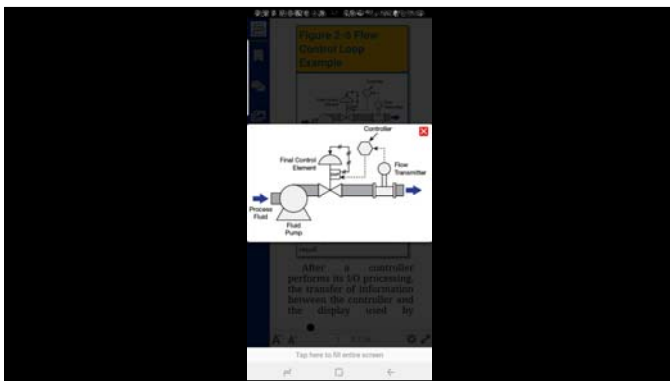 Figure 2-8 Flow
Control Loop
Example
Controller
Final Control
Element
Flow
Transmitter
Process
Fluid
Fluid
Pump
After a controller
performs its I/O processing,
the transfer of information
between the controller and
the display used by
Tap here to fill entire screen